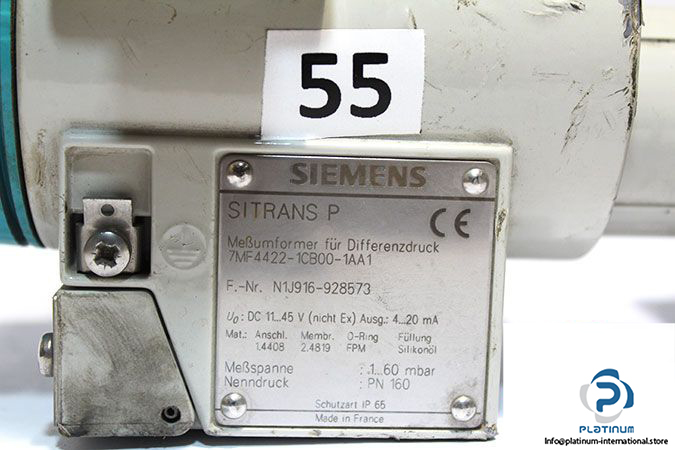 55
SIEMENS
SITRANS P
CE
Meßumformer für Differenzdruck
7MF4422-1CB00-1AA1
F.-Nr. N1J916-928573
U₀: DC 11...45 V (nicht Ex) Ausg.: 4...20 mA
Mat.: Anschl. Membr. O-Ring Füllung
1.4408 2.4819 FPM Silikonöl
Meßspanne : 1...60 mbar
Nenndruck : PN 160
Schutzart IP 65
Made in France
PLATINUM
Info@platinum-international.store